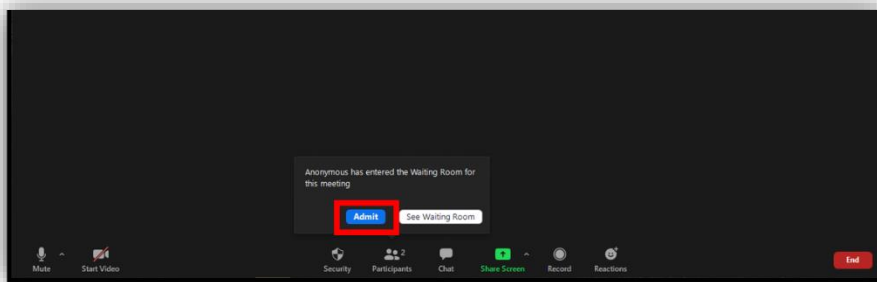 Anonymous has entered the Waiting Room for
this meeting
Admit See Waiting Room
2
Mute Start Video Security Participants Chat Share Screen Record Reactions End